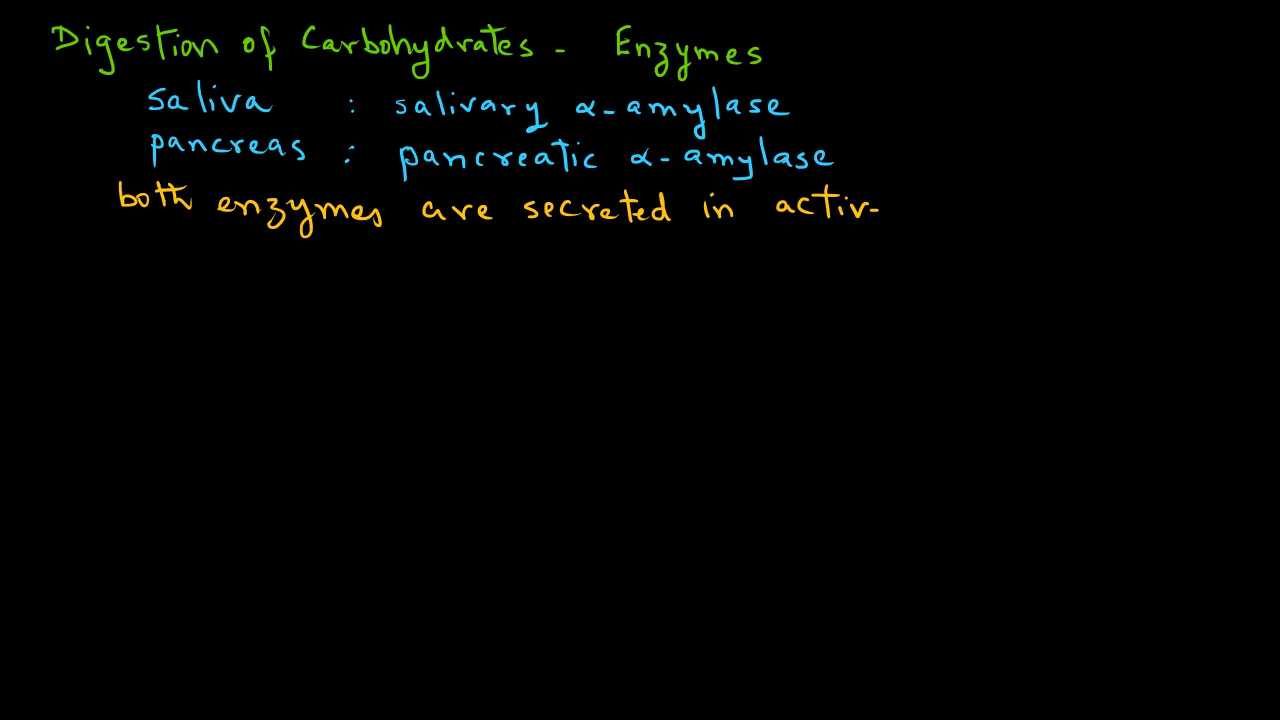 Digestion of Carbohydrates - Enzymes
saliva : salivary α-amylase
pancreas : pancreatic α-amylase
both enzymes are secreted in activ-